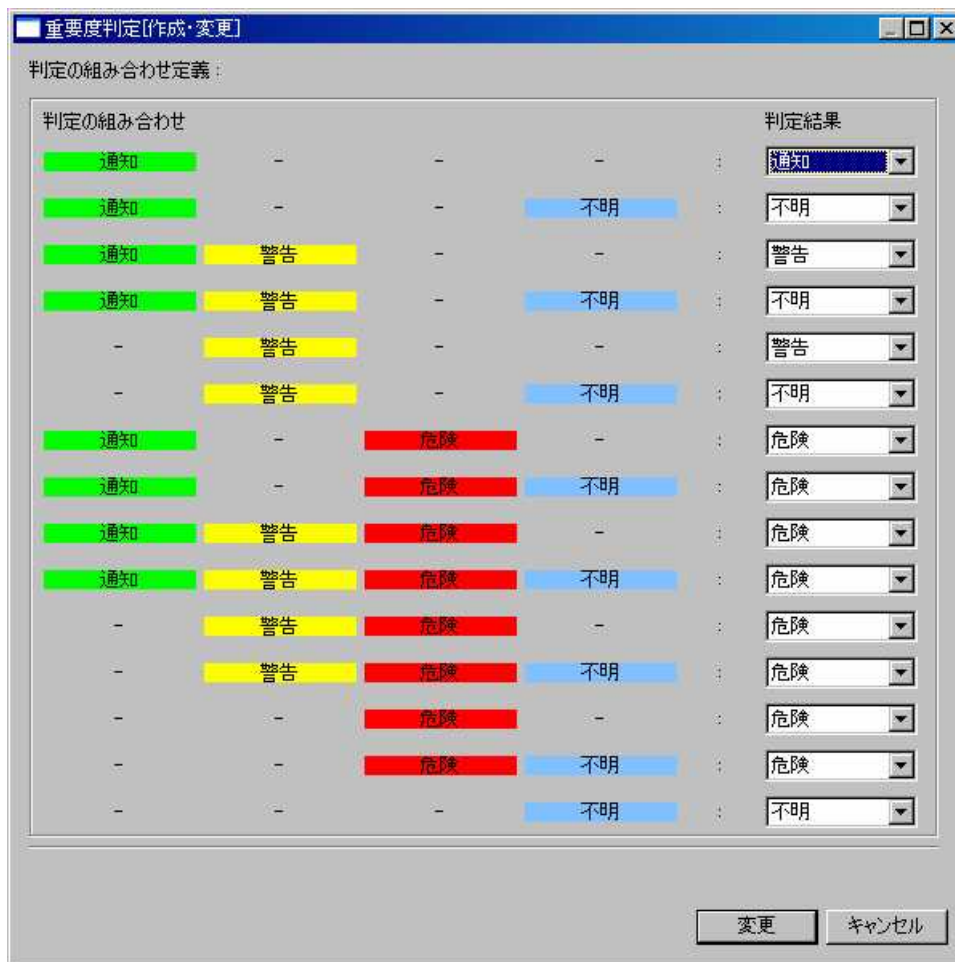 重要度判定[作成・変更]
判定の組み合わせ定義：
判定の組み合わせ 判定結果
通知 - - - : 通知
通知 - - 不明 : 不明
通知 警告 - - : 警告
通知 警告 - 不明 : 不明
- 警告 - - : 警告
- 警告 - 不明 : 不明
通知 - 危険 - : 危険
通知 - 危険 不明 : 危険
通知 警告 危険 - : 危険
通知 警告 危険 不明 : 危険
- 警告 危険 - : 危険
- 警告 危険 不明 : 危険
- - 危険 - : 危険
- - 危険 不明 : 危険
- - - 不明 : 不明
変更 キャンセル